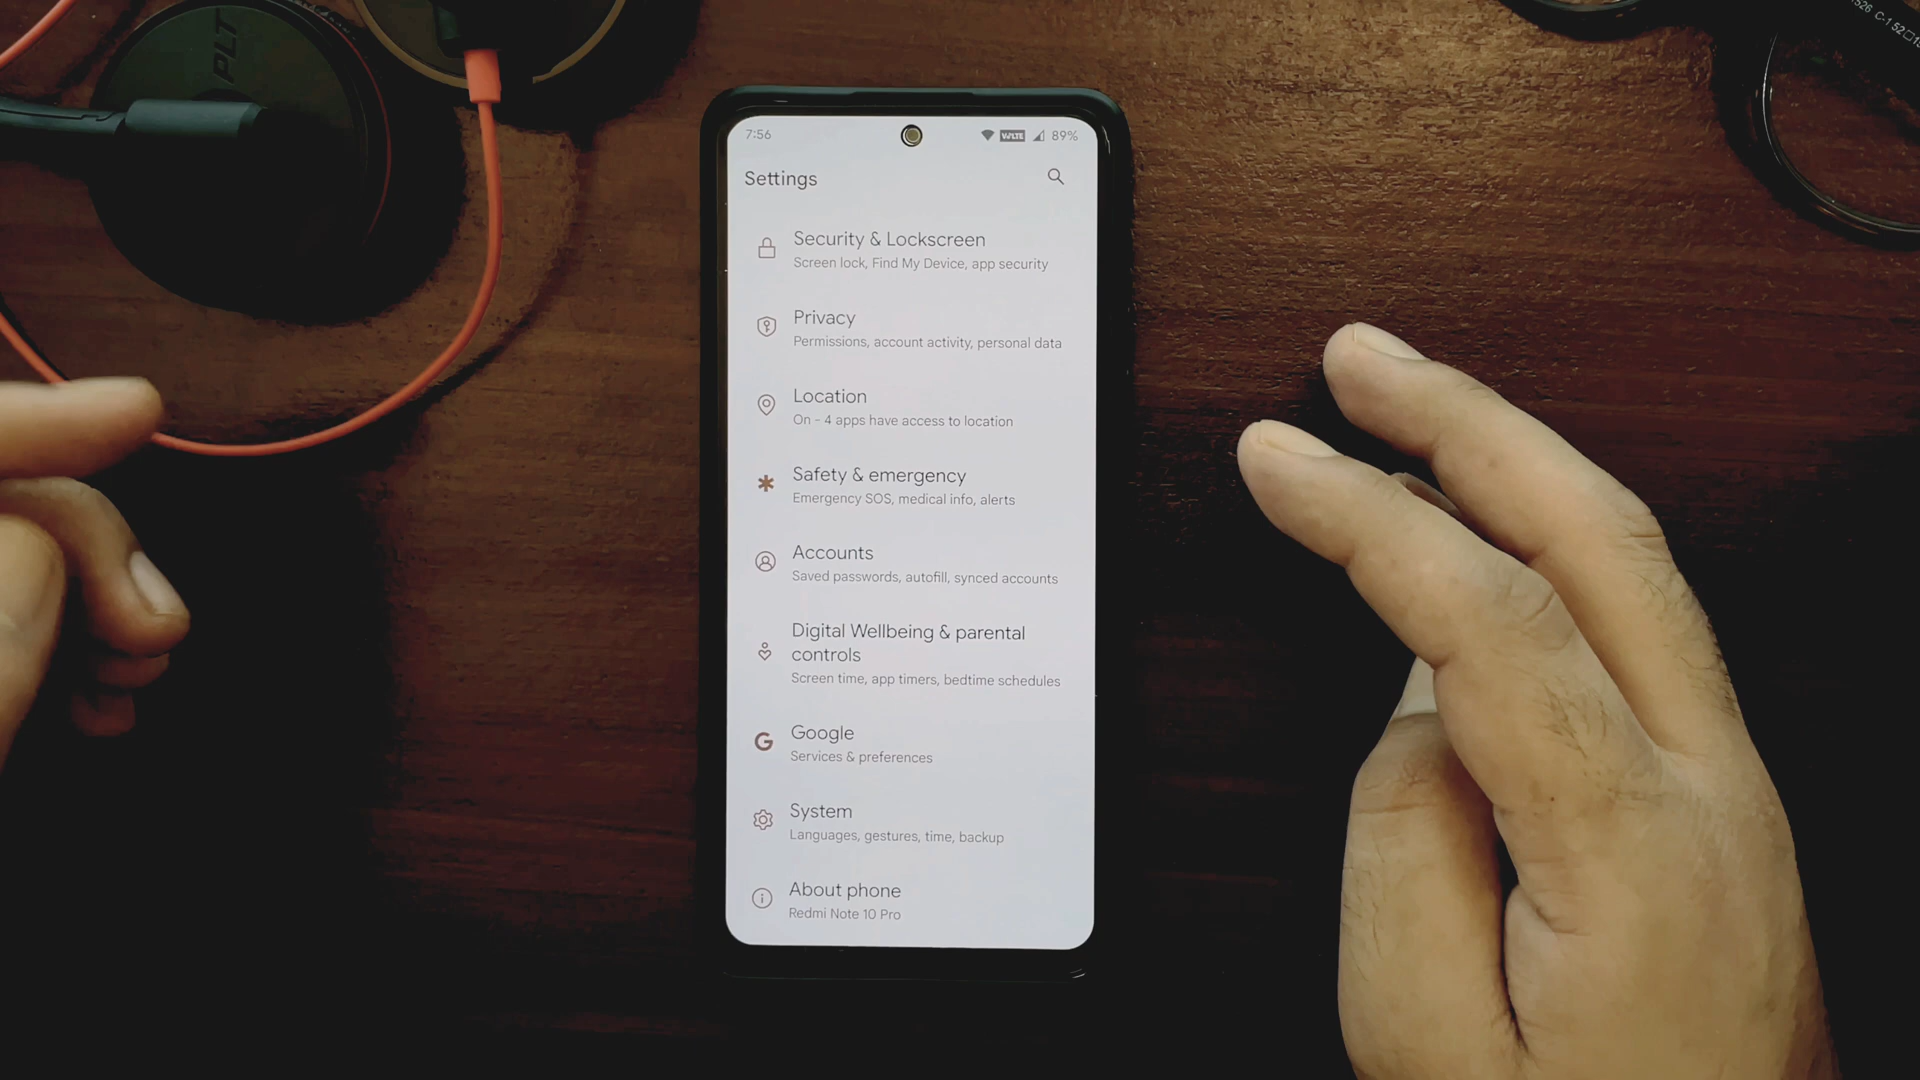 PLT
7:56
VoLTE
89%
Settings
Security & Lockscreen
Screen lock, Find My Device, app security
Privacy
Permissions, account activity, personal data
Location
On - 4 apps have access to location
Safety & emergency
Emergency SOS, medical info, alerts
Accounts
Saved passwords, autofill, synced accounts
Digital Wellbeing & parental
controls
Screen time, app timers, bedtime schedules
Google
Services & preferences
System
Languages, gestures, time, backup
About phone
Redmi Note 10 Pro